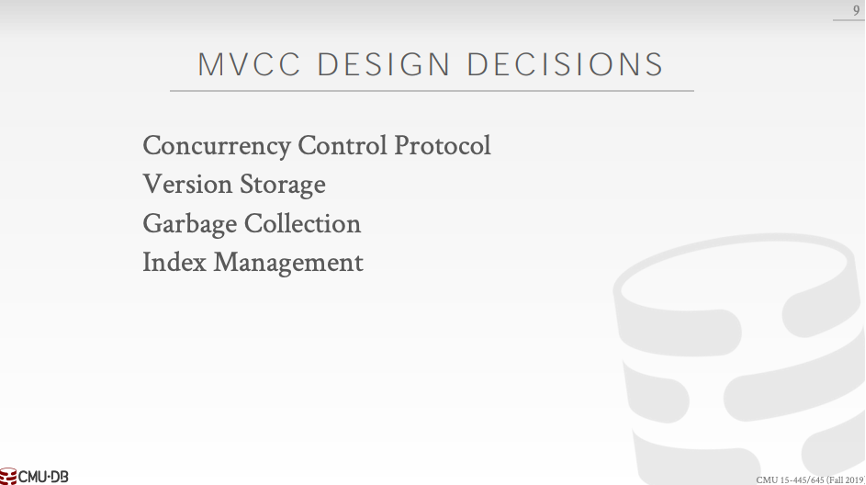 9
MVCC DESIGN DECISIONS
Concurrency Control Protocol
Version Storage
Garbage Collection
Index Management
CMU·DB
CMU 15-445/645 (Fall 2019)